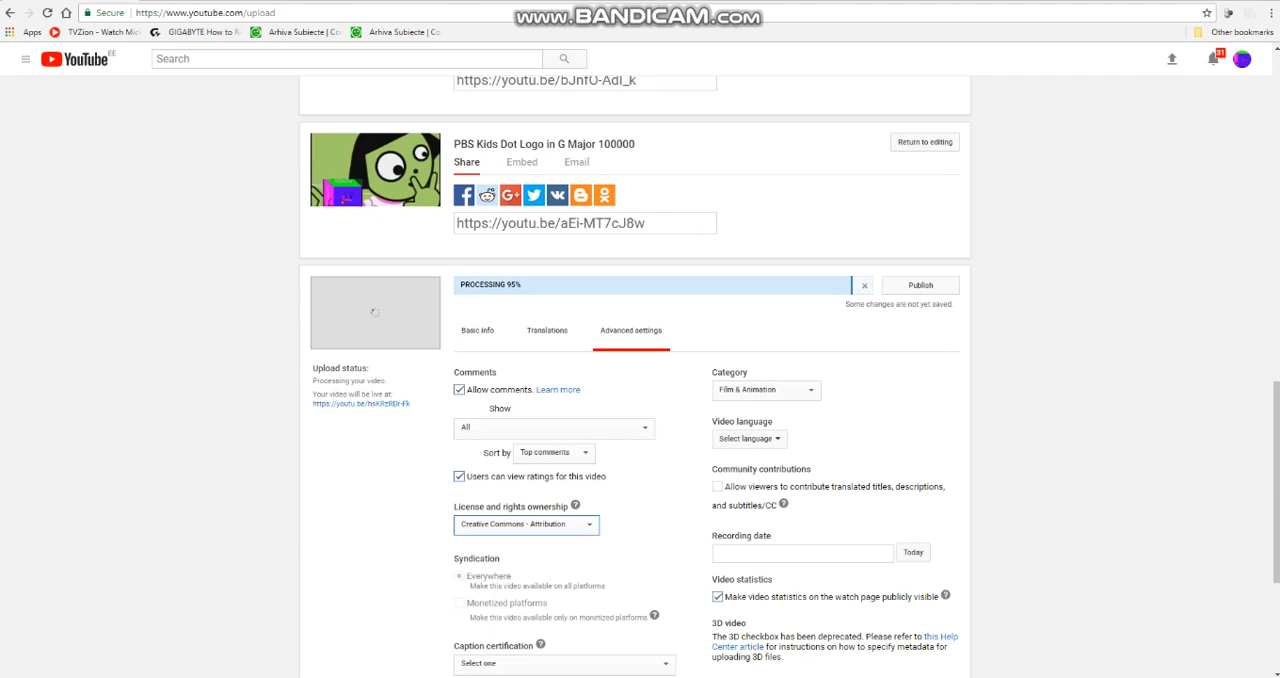 Secure
https://www.youtube.com/upload
www.BANDICAM.com
Apps
TVZion - Watch Mo
GIGABYTE How to R
Arhiva Subiecte | Co
Arhiva Subiecte | Co
Other bookmarks
YouTube EE
Search
31
PBS Kids Dot Logo in G Major 100000
Return to editing
Share
Embed
Email
https://youtu.be/aEi-MT7cJ8w
PROCESSING 95%
Publish
Some changes are not yet saved.
Basic info
Translations
Advanced settings
Upload status:
Processing your video.
Your video will be live at:
Comments
Allow comments. Learn more
Show
All
Sort by
Top comments
Users can view ratings for this video
License and rights ownership ?
Creative Commons - Attribution
Syndication
Everywhere
Make this video available on all platforms
Monetized platforms
Make this video available only on monetized platforms ?
Caption certification ?
Select one
Category
Film & Animation
Video language
Select language
Community contributions
Allow viewers to contribute translated titles, descriptions,
and subtitles/CC ?
Recording date
Today
Video statistics
Make video statistics on the watch page publicly visible ?
3D video
The 3D checkbox has been deprecated. Please refer to this Help
Center article for instructions on how to specify metadata for
uploading 3D files.